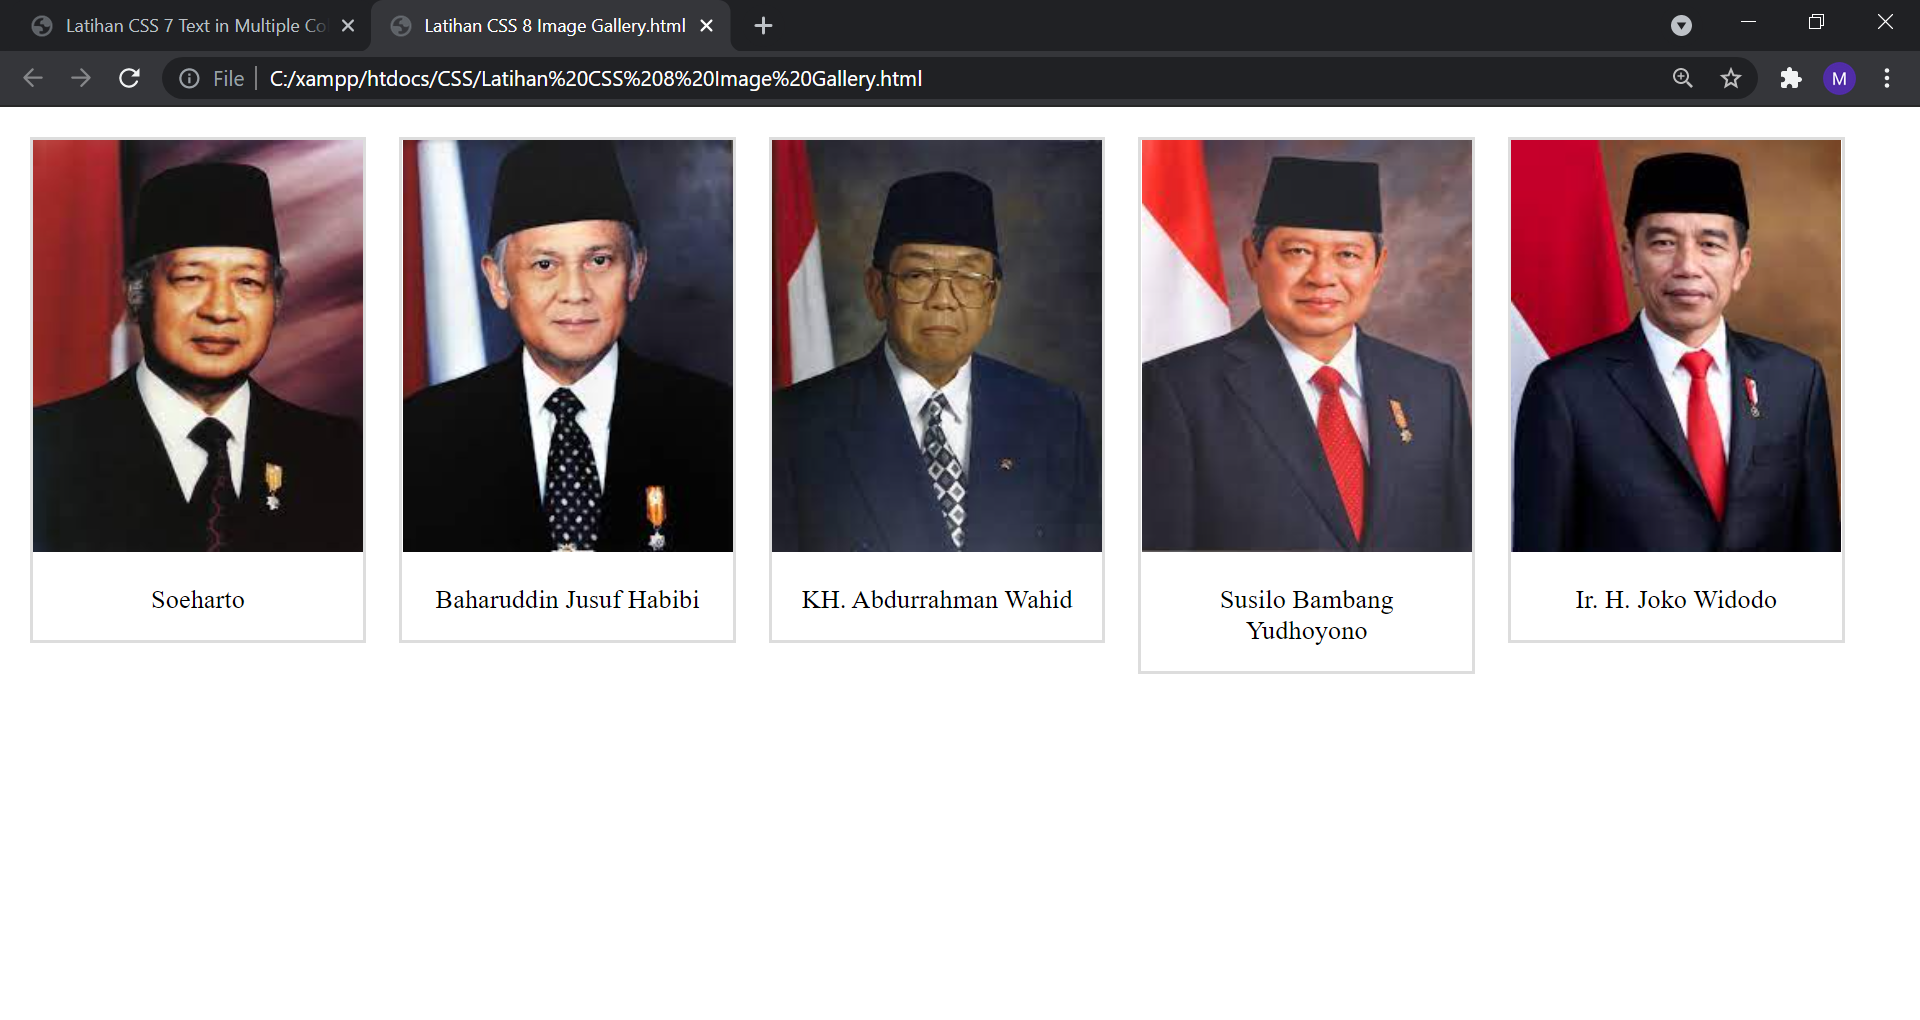 Latihan CSS 7 Text in Multiple Co
Latihan CSS 8 Image Gallery.html
File
C:/xampp/htdocs/CSS/Latihan%20CSS%208%20Image%20Gallery.html
M
Soeharto
Baharuddin Jusuf Habibi
KH. Abdurrahman Wahid
Susilo Bambang
Yudhoyono
Ir. H. Joko Widodo